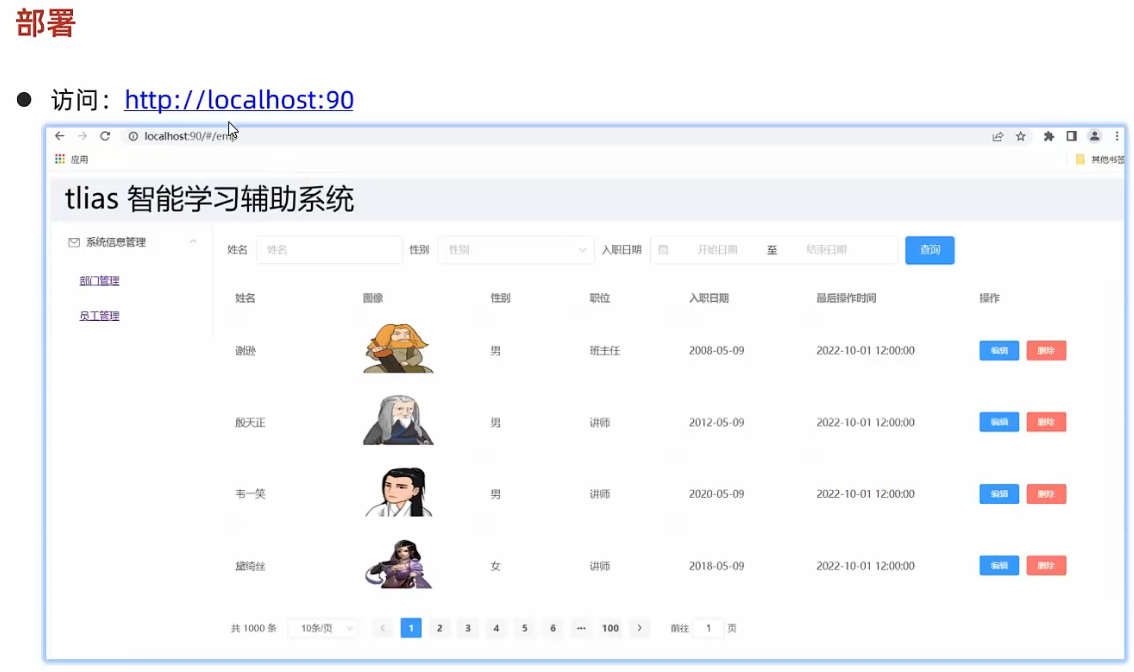 部署
● 访问：http://localhost:90
localhost:90/#/emp
应用 其他书签
tlias 智能学习辅助系统
系统信息管理
部门管理
员工管理
姓名 姓名 性别 性别 入职日期 开始日期 至 结束日期 查询
姓名 图像 性别 职位 入职日期 最后操作时间 操作
谢逊 男 班主任 2008-05-09 2022-10-01 12:00:00 编辑 删除
殷天正 男 讲师 2012-05-09 2022-10-01 12:00:00 编辑 删除
韦一笑 男 讲师 2020-05-09 2022-10-01 12:00:00 编辑 删除
黛绮丝 女 讲师 2018-05-09 2022-10-01 12:00:00 编辑 删除
共 1000 条 10条/页 < 1 2 3 4 5 6 ··· 100 > 前往 1 页